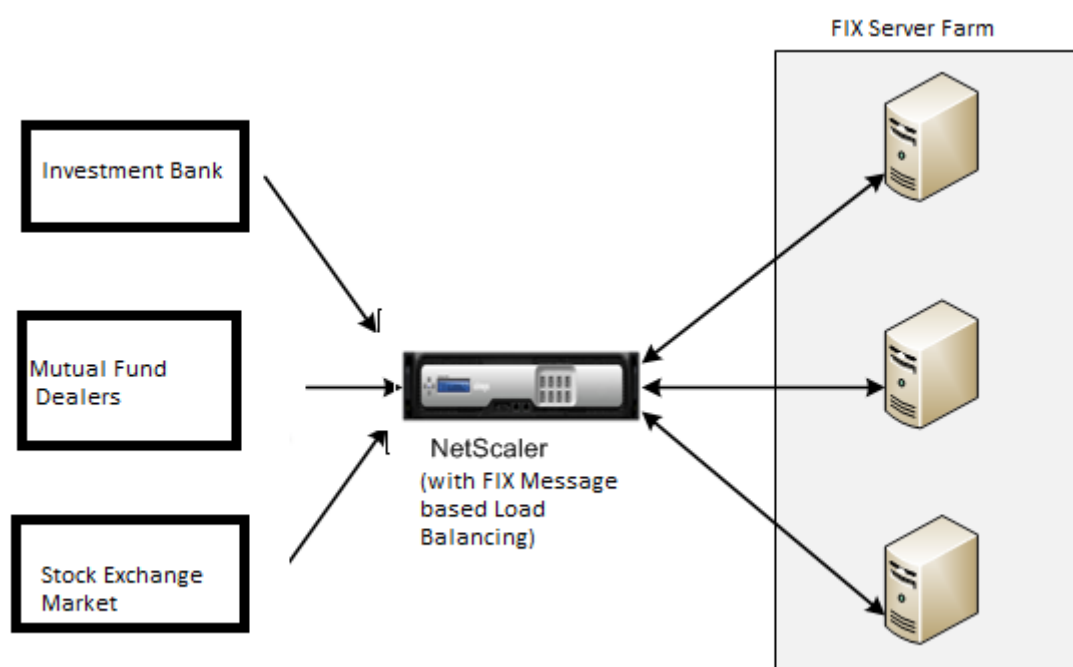 FIX Server Farm
Investment Bank
Mutual Fund
Dealers
Stock Exchange
Market
NetScaler
(with FIX Message
based Load
Balancing)